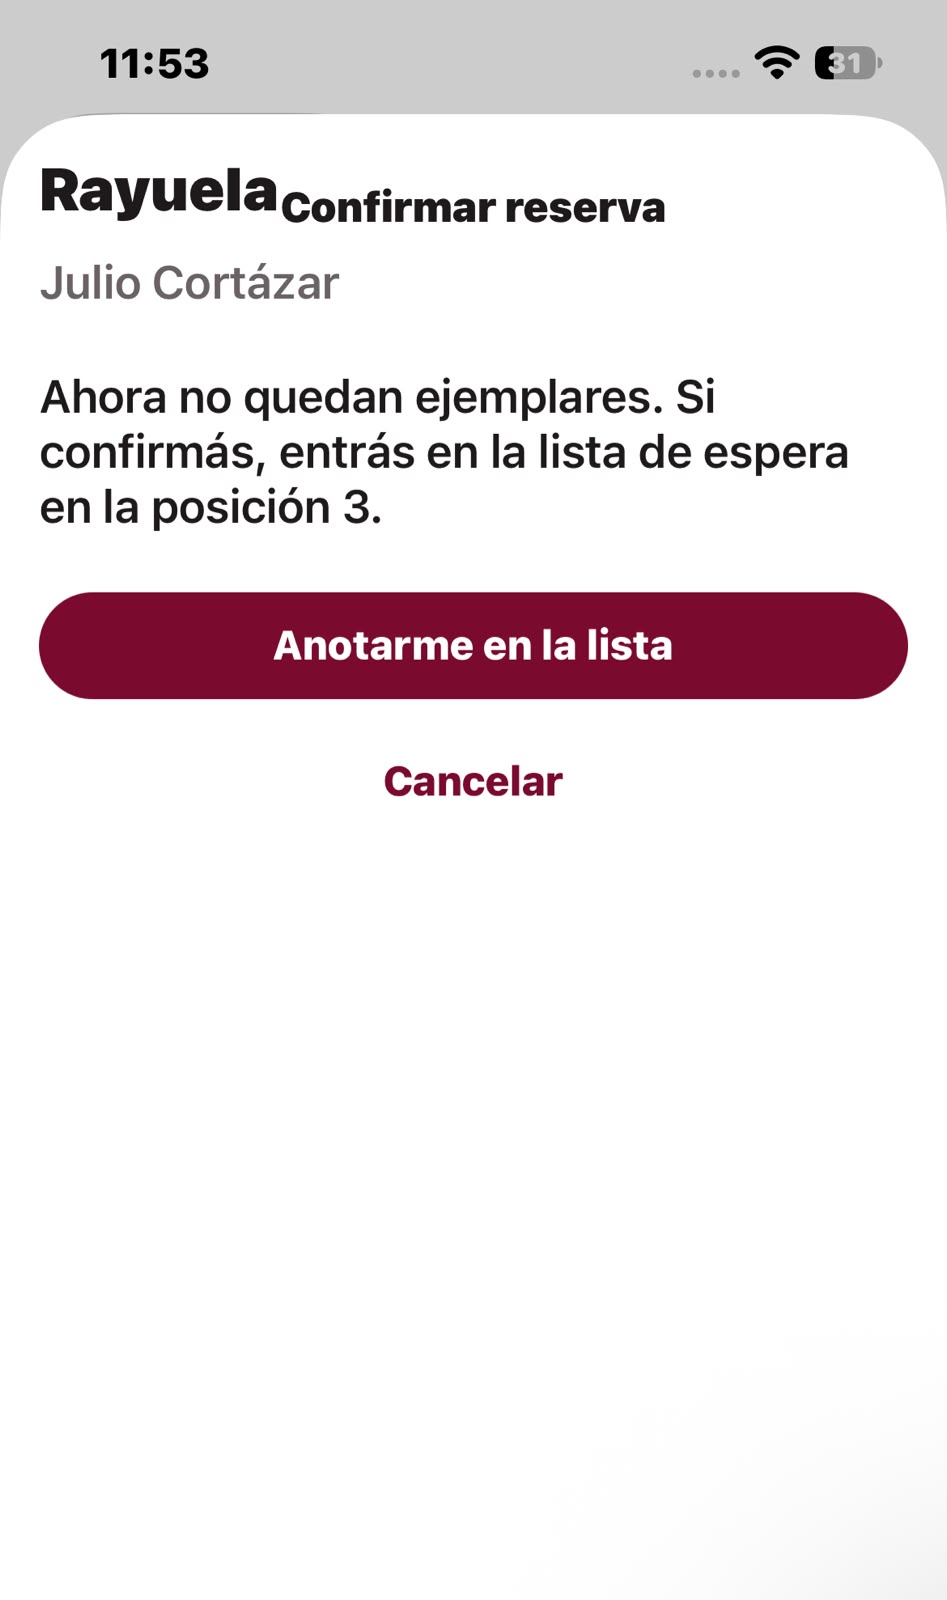 11:53
31
Rayuela Confirmar reserva
Julio Cortázar
Ahora no quedan ejemplares. Si
confirmás, entrás en la lista de espera
en la posición 3.
Anotarme en la lista
Cancelar